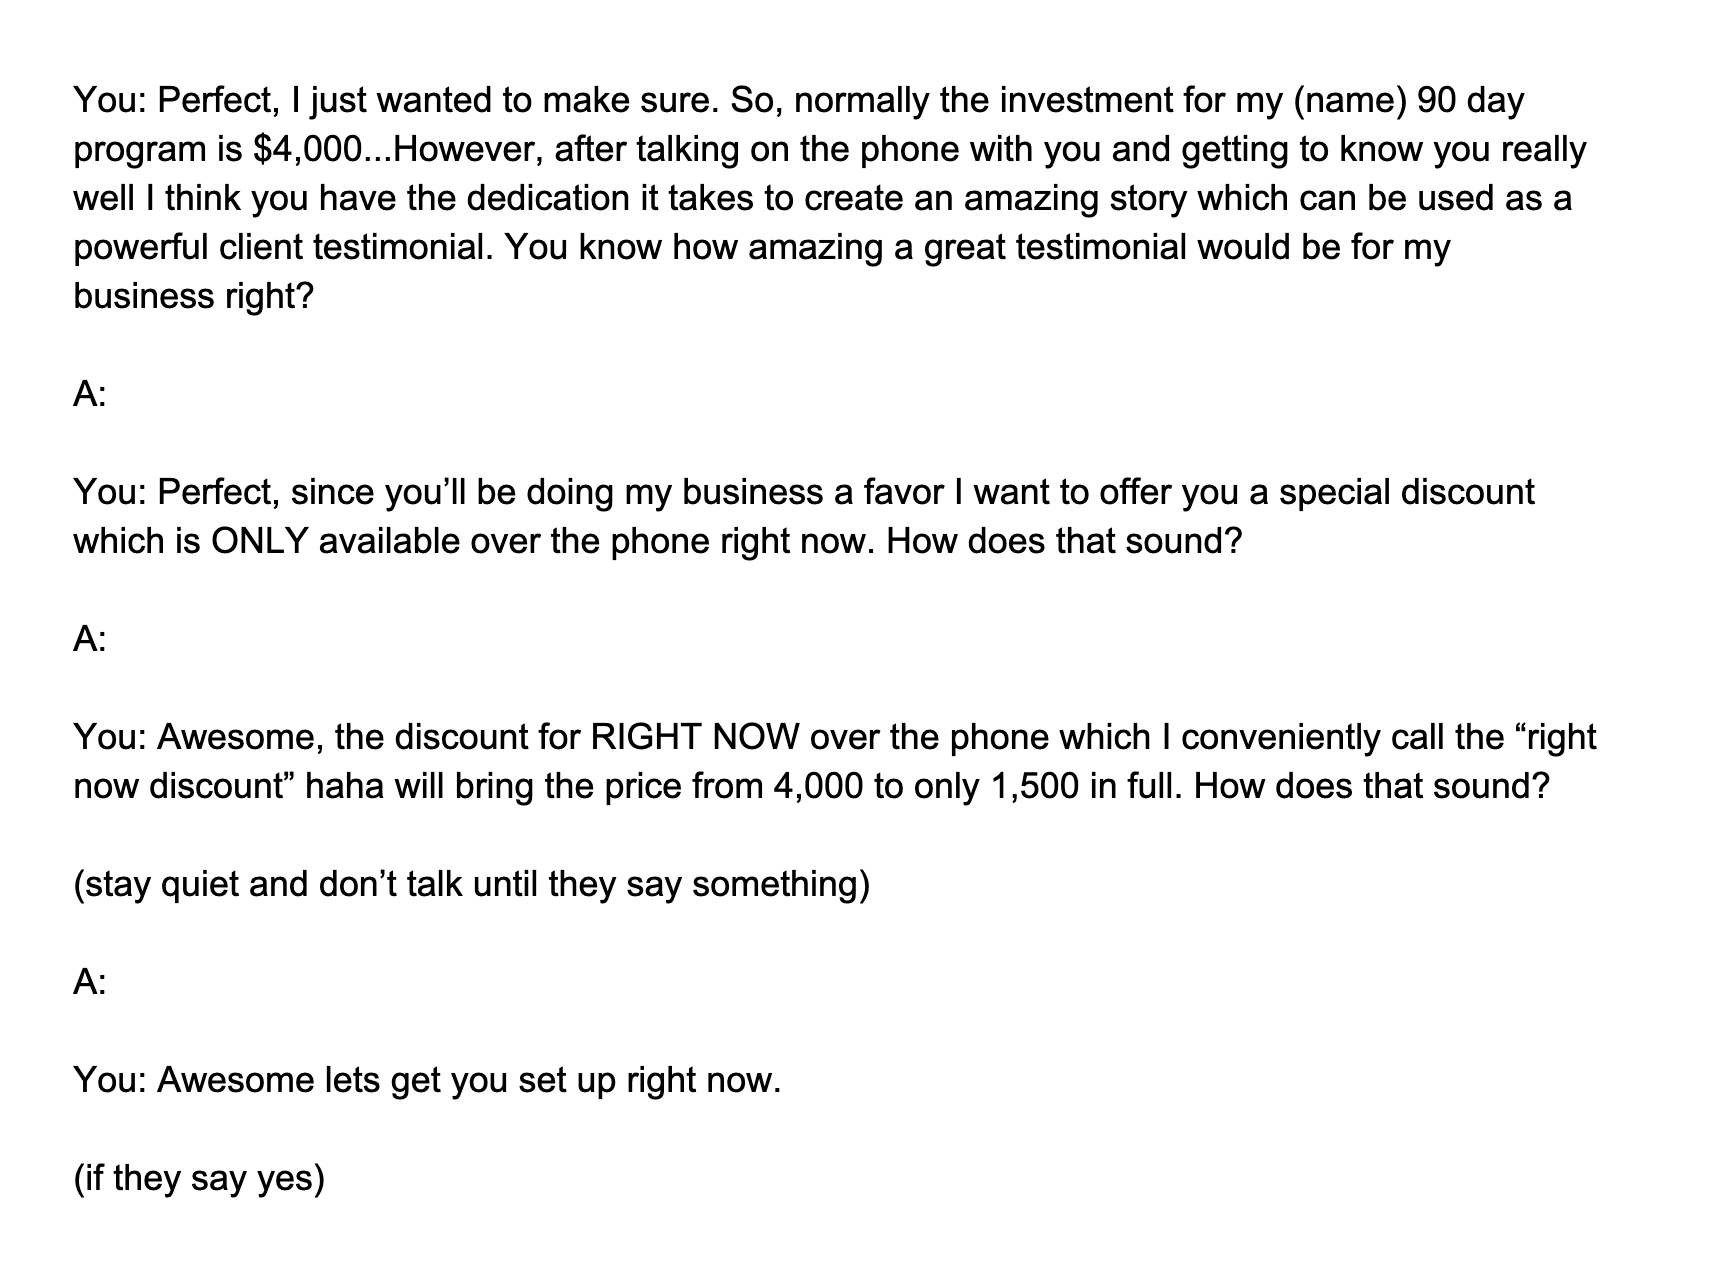 You: Perfect, I just wanted to make sure. So, normally the investment for my (name) 90 day
program is $4,000...However, after talking on the phone with you and getting to know you really
well I think you have the dedication it takes to create an amazing story which can be used as a
powerful client testimonial. You know how amazing a great testimonial would be for my
business right?
A:
You: Perfect, since you’ll be doing my business a favor I want to offer you a special discount
which is ONLY available over the phone right now. How does that sound?
A:
You: Awesome, the discount for RIGHT NOW over the phone which I conveniently call the “right
now discount” haha will bring the price from 4,000 to only 1,500 in full. How does that sound?
(stay quiet and don’t talk until they say something)
A:
You: Awesome lets get you set up right now.
(if they say yes)